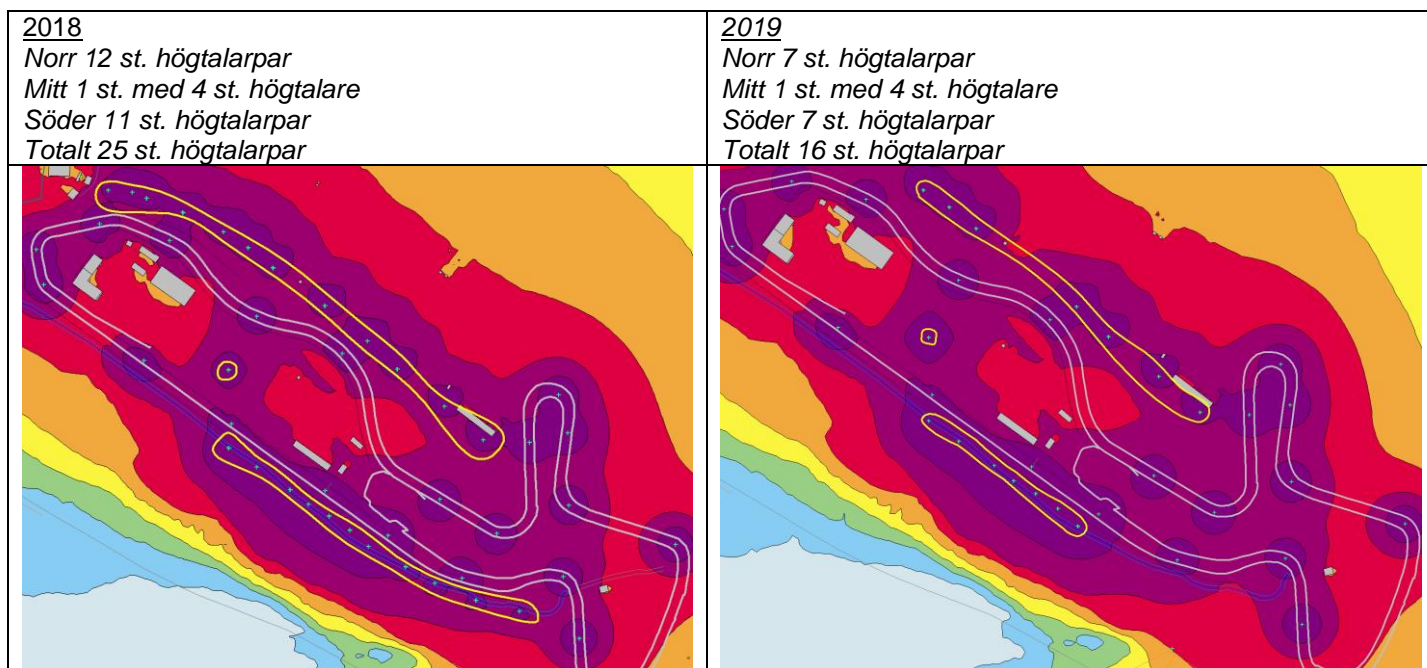 2018
Norr 12 st. högtalarpar
Mitt 1 st. med 4 st. högtalare
Söder 11 st. högtalarpar
Totalt 25 st. högtalarpar
2019
Norr 7 st. högtalarpar
Mitt 1 st. med 4 st. högtalare
Söder 7 st. högtalarpar
Totalt 16 st. högtalarpar